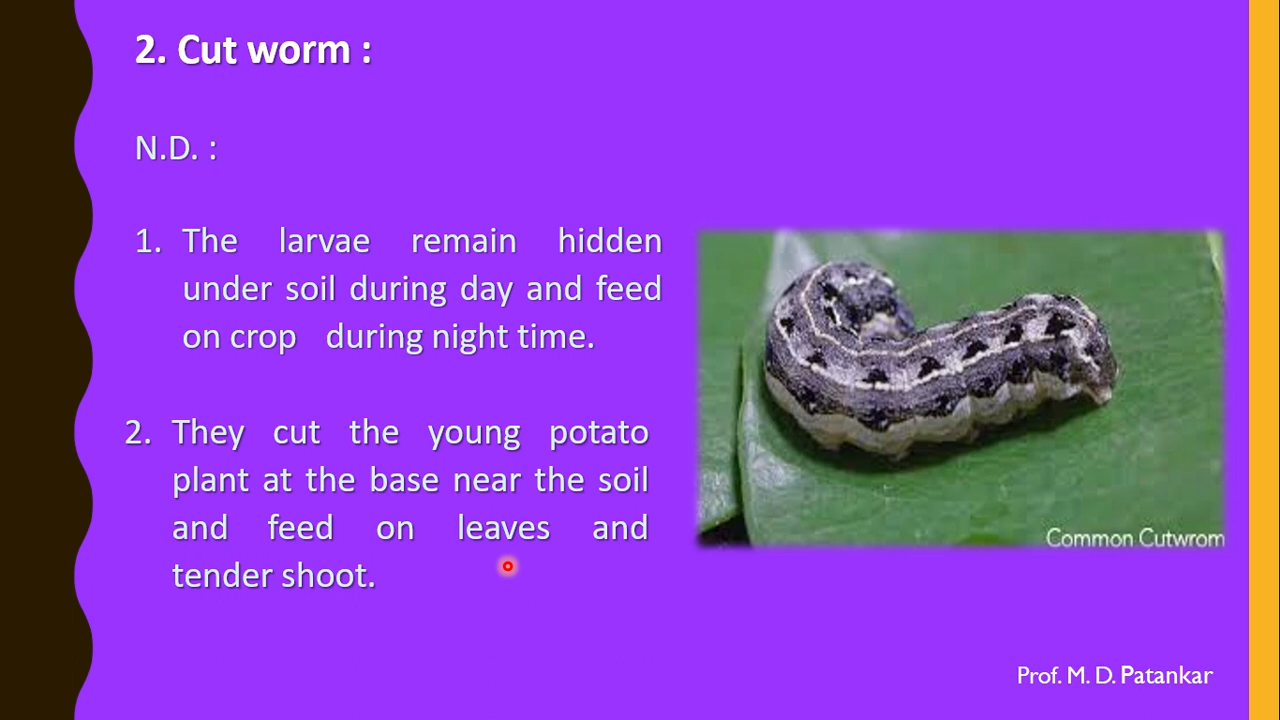 2. Cut worm :
N.D. :
1. The larvae remain hidden
under soil during day and feed
on crop during night time.
2. They cut the young potato
plant at the base near the soil
and feed on leaves and
tender shoot.
Common Cutwrom
Prof. M. D. Patankar